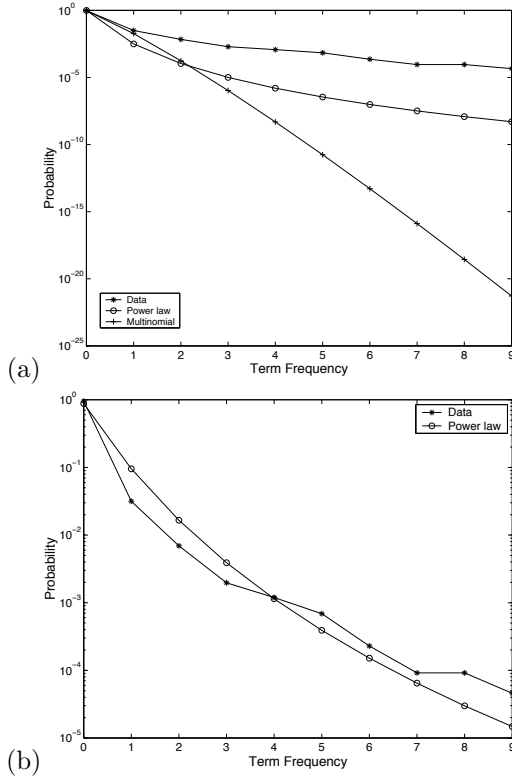 10^0
10^-5
10^-10
10^-15
10^-20
10^-25
Probability
Data
Power law
Multinomial
0 1 2 3 4 5 6 7 8 9
Term Frequency
(a)
10^0
10^-1
10^-2
10^-3
10^-4
10^-5
Probability
Data
Power law
0 1 2 3 4 5 6 7 8 9
Term Frequency
(b)